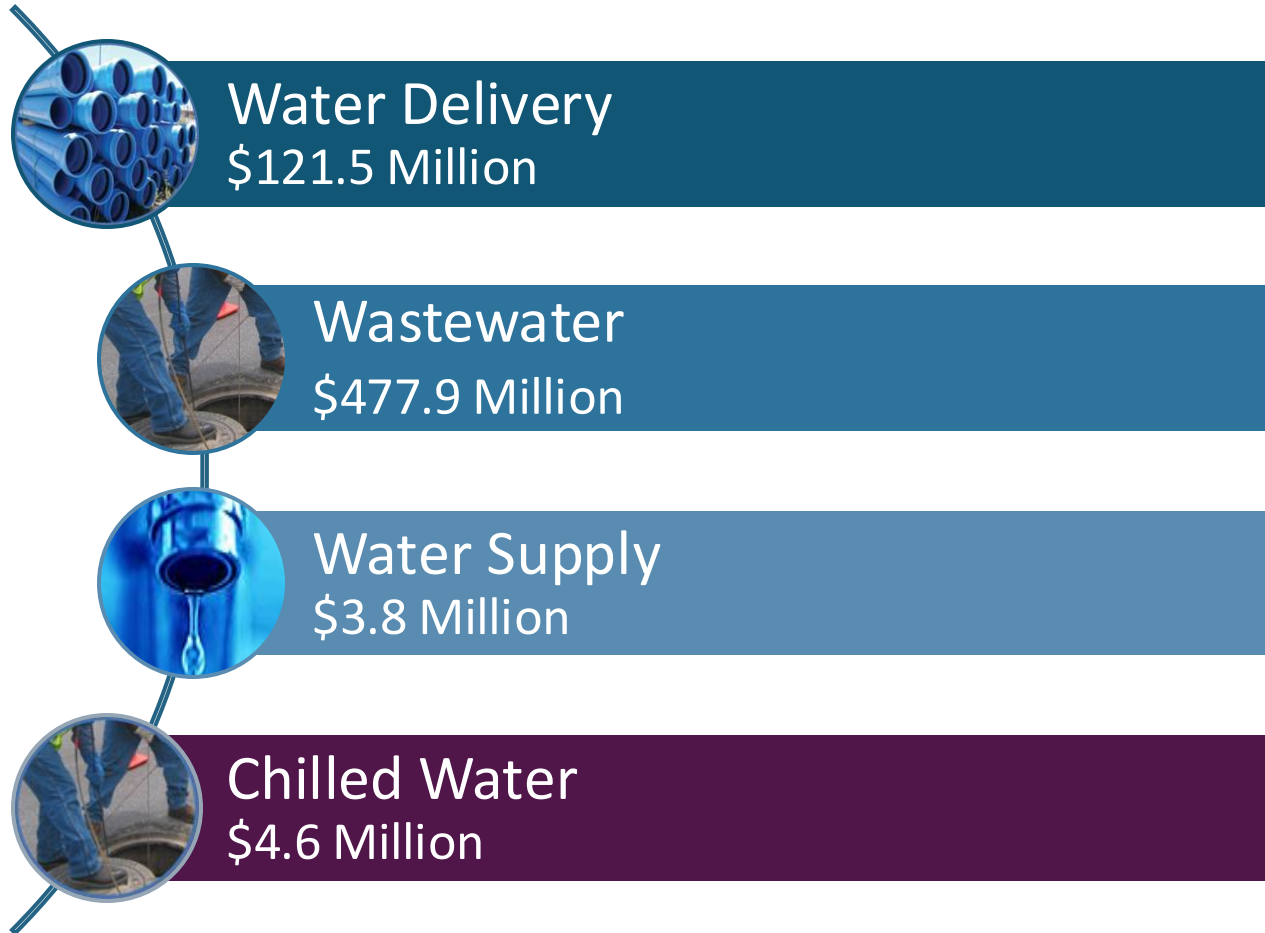 Water Delivery
$121.5 Million
Wastewater
$477.9 Million
Water Supply
$3.8 Million
Chilled Water
$4.6 Million